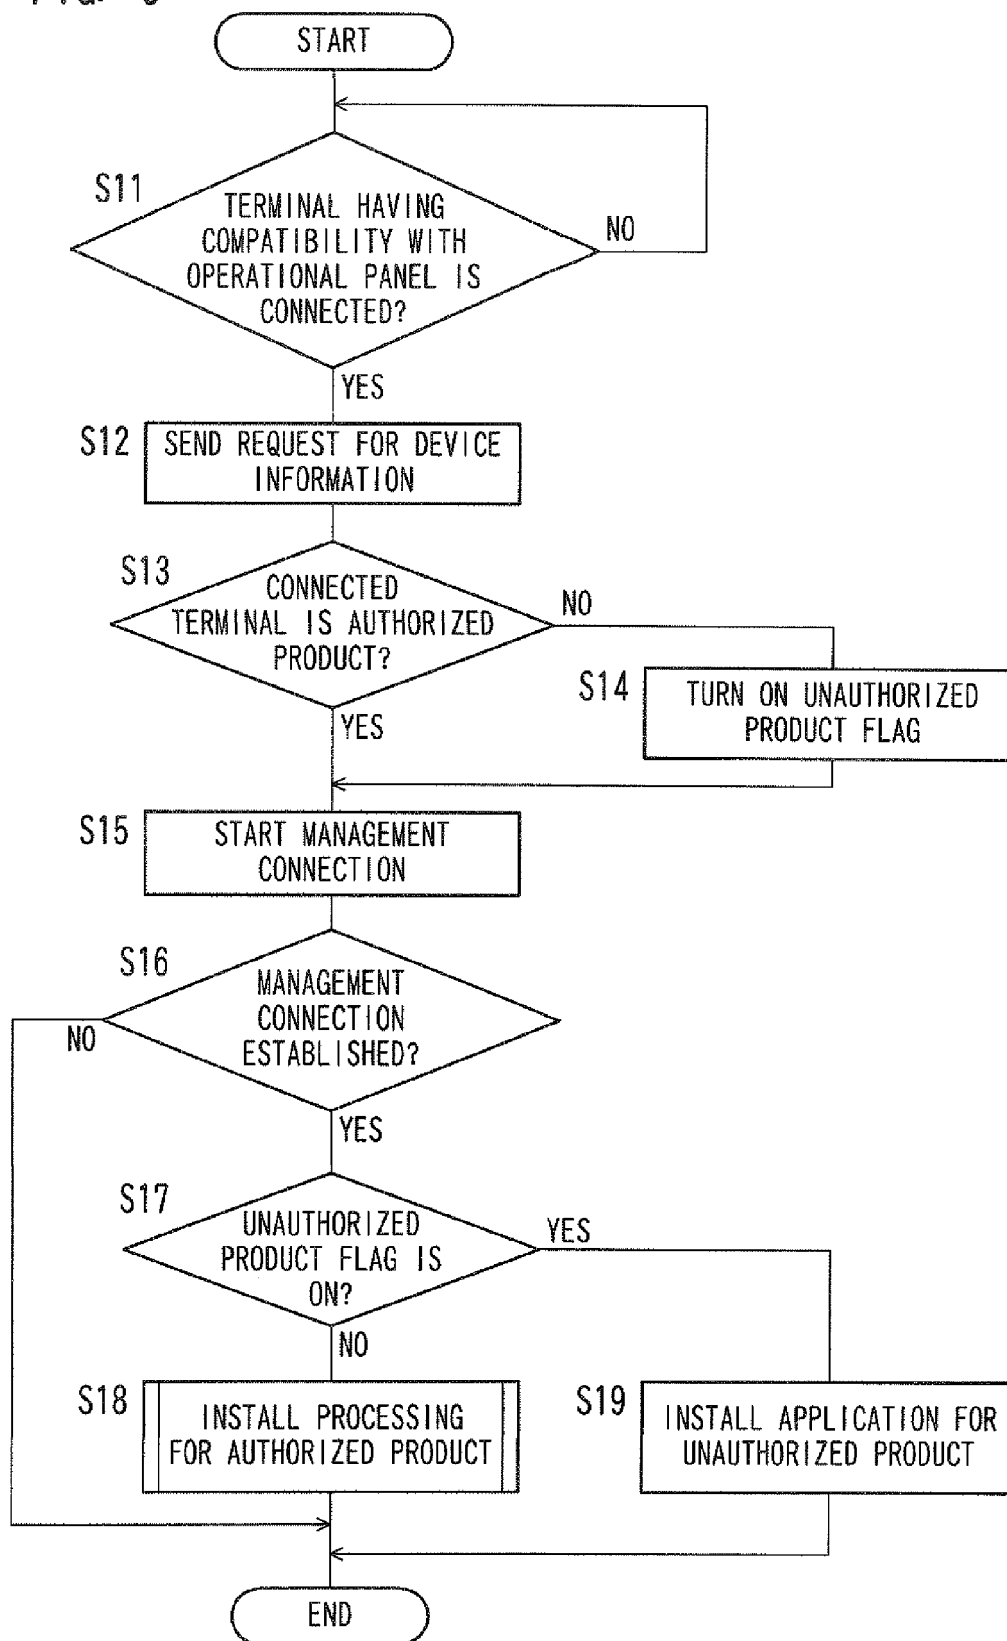 START
S11
TERMINAL HAVING
COMPATIBILITY WITH
OPERATIONAL PANEL IS
CONNECTED?
NO
YES
S12
SEND REQUEST FOR DEVICE
INFORMATION
S13
CONNECTED
TERMINAL IS AUTHORIZED
PRODUCT?
NO
YES
S14
TURN ON UNAUTHORIZED
PRODUCT FLAG
S15
START MANAGEMENT
CONNECTION
S16
MANAGEMENT
CONNECTION
ESTABLISHED?
NO
YES
S17
UNAUTHORIZED
PRODUCT FLAG IS
ON?
YES
NO
S18
INSTALL PROCESSING
FOR AUTHORIZED PRODUCT
S19
INSTALL APPLICATION FOR
UNAUTHORIZED PRODUCT
END